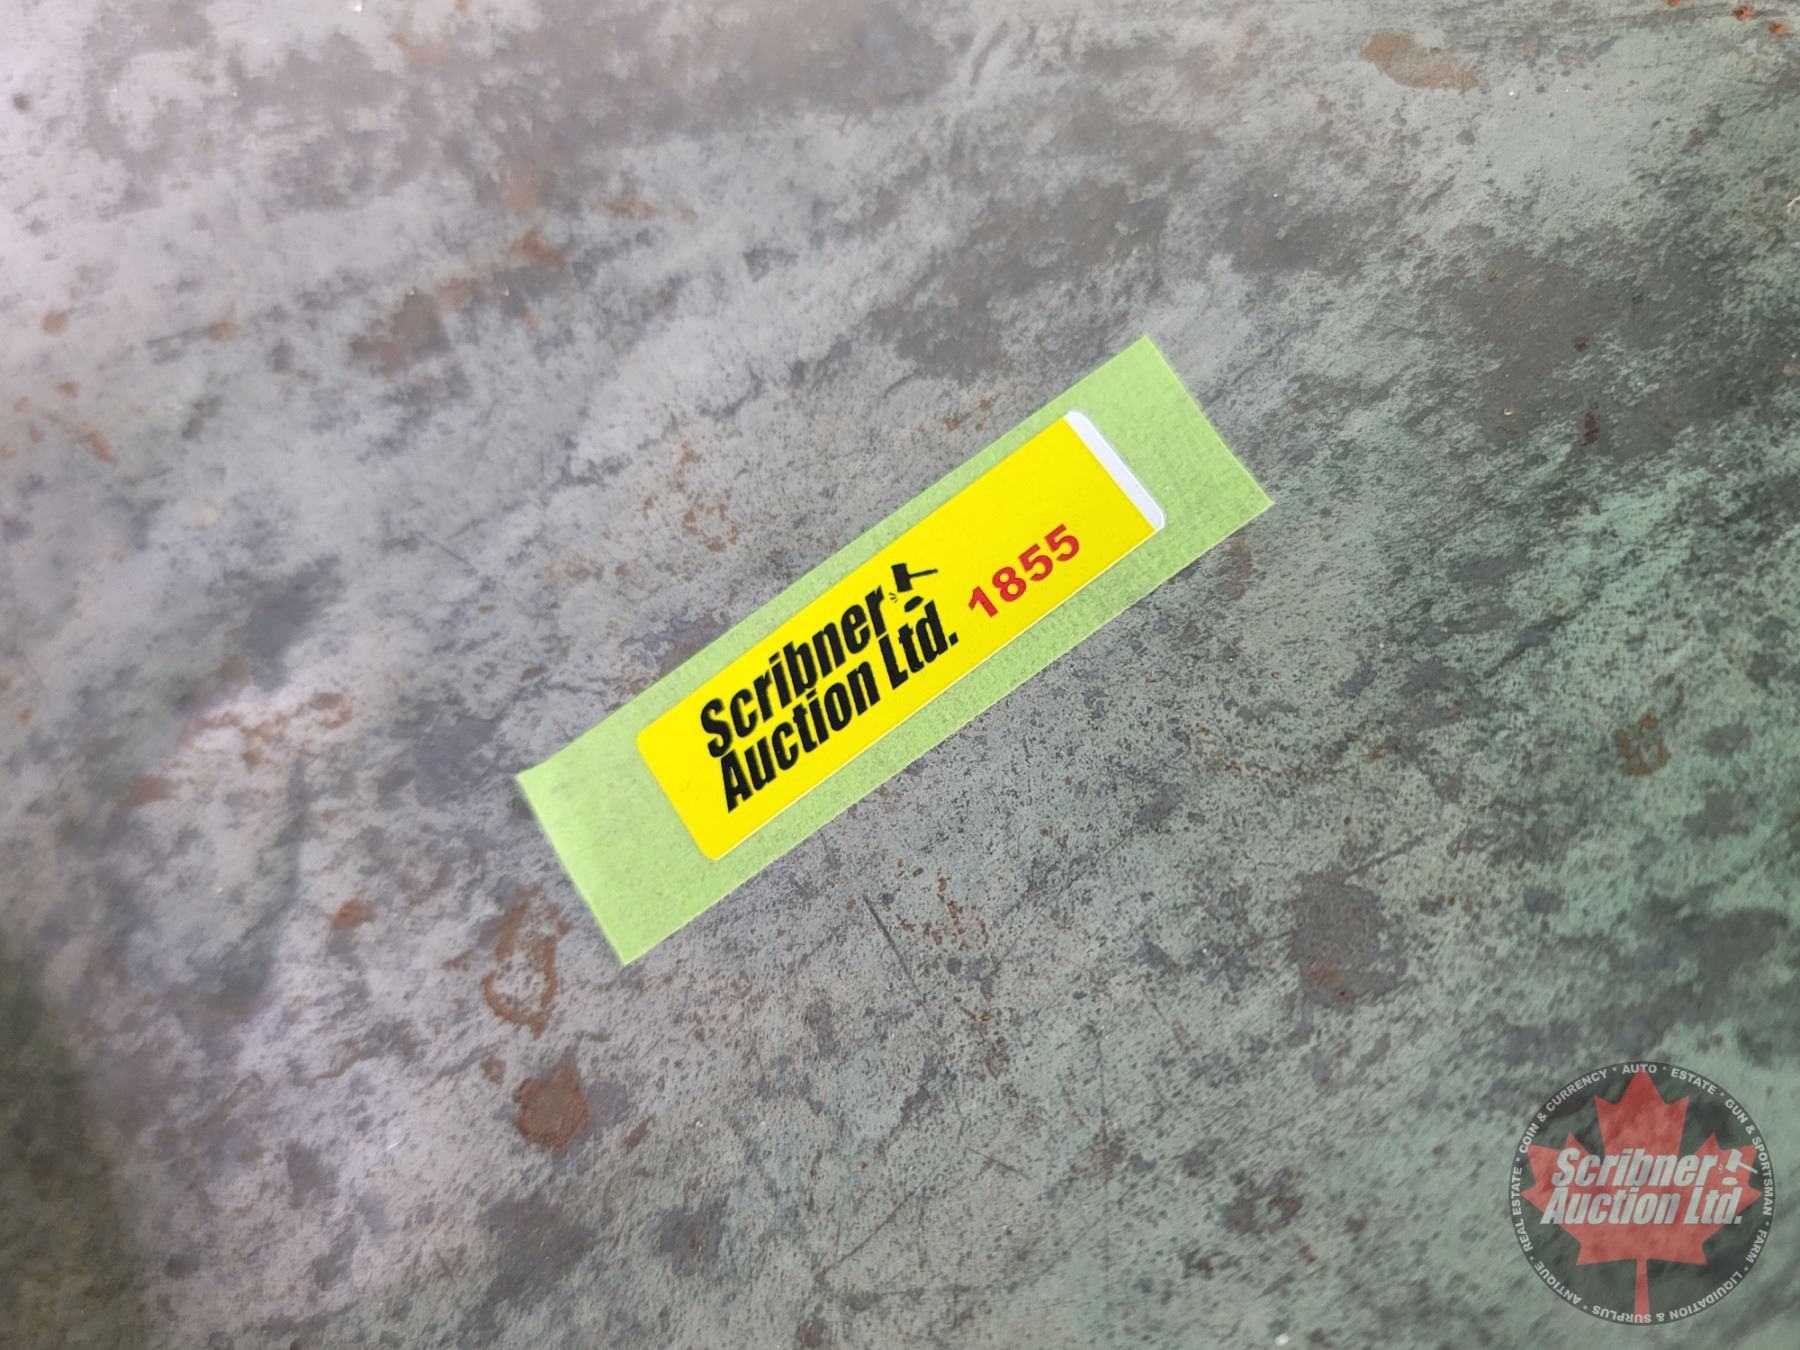 Scribner
Auction Ltd.
1855
COIN & CURRENCY • AUTO • ESTATE • GUN & SPORTSMAN • FARM • LIQUIDATION & SURPLUS • ANTIQUE • REAL ESTATE •
Scribner
Auction Ltd.